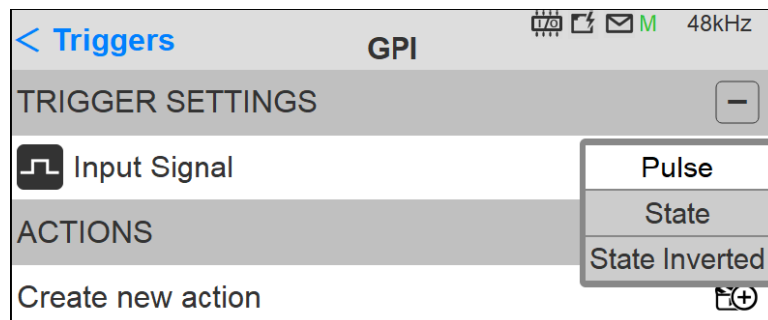 < Triggers
GPI
I/O
M
48kHz
TRIGGER SETTINGS
Input Signal
Pulse
State
State Inverted
ACTIONS
Create new action